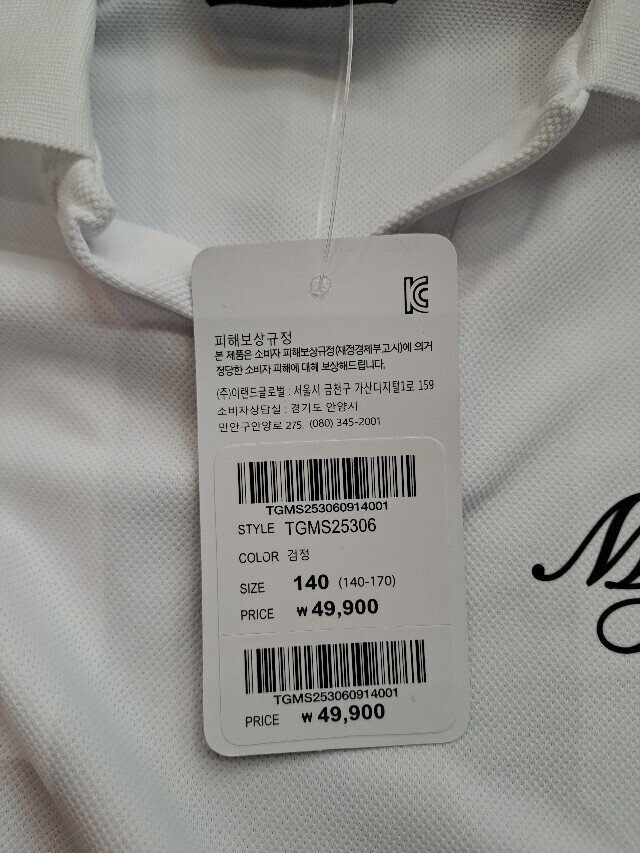 피해보상규정
본 제품은 소비자 피해보상규정(재정경제부고시)에 의거
정당한 소비자 피해에 대해 보상해드립니다.
(주)이랜드글로벌 : 서울시 금천구 가산디지털1로 159
소비자상담실 : 경기도 안양시
만안구안양로 275, (080) 345-2001
TGMS253060914001
STYLE TGMS25306
COLOR 검정
SIZE 140 (140-170)
PRICE ₩ 49,900
TGMS253060914001
PRICE ₩ 49,900